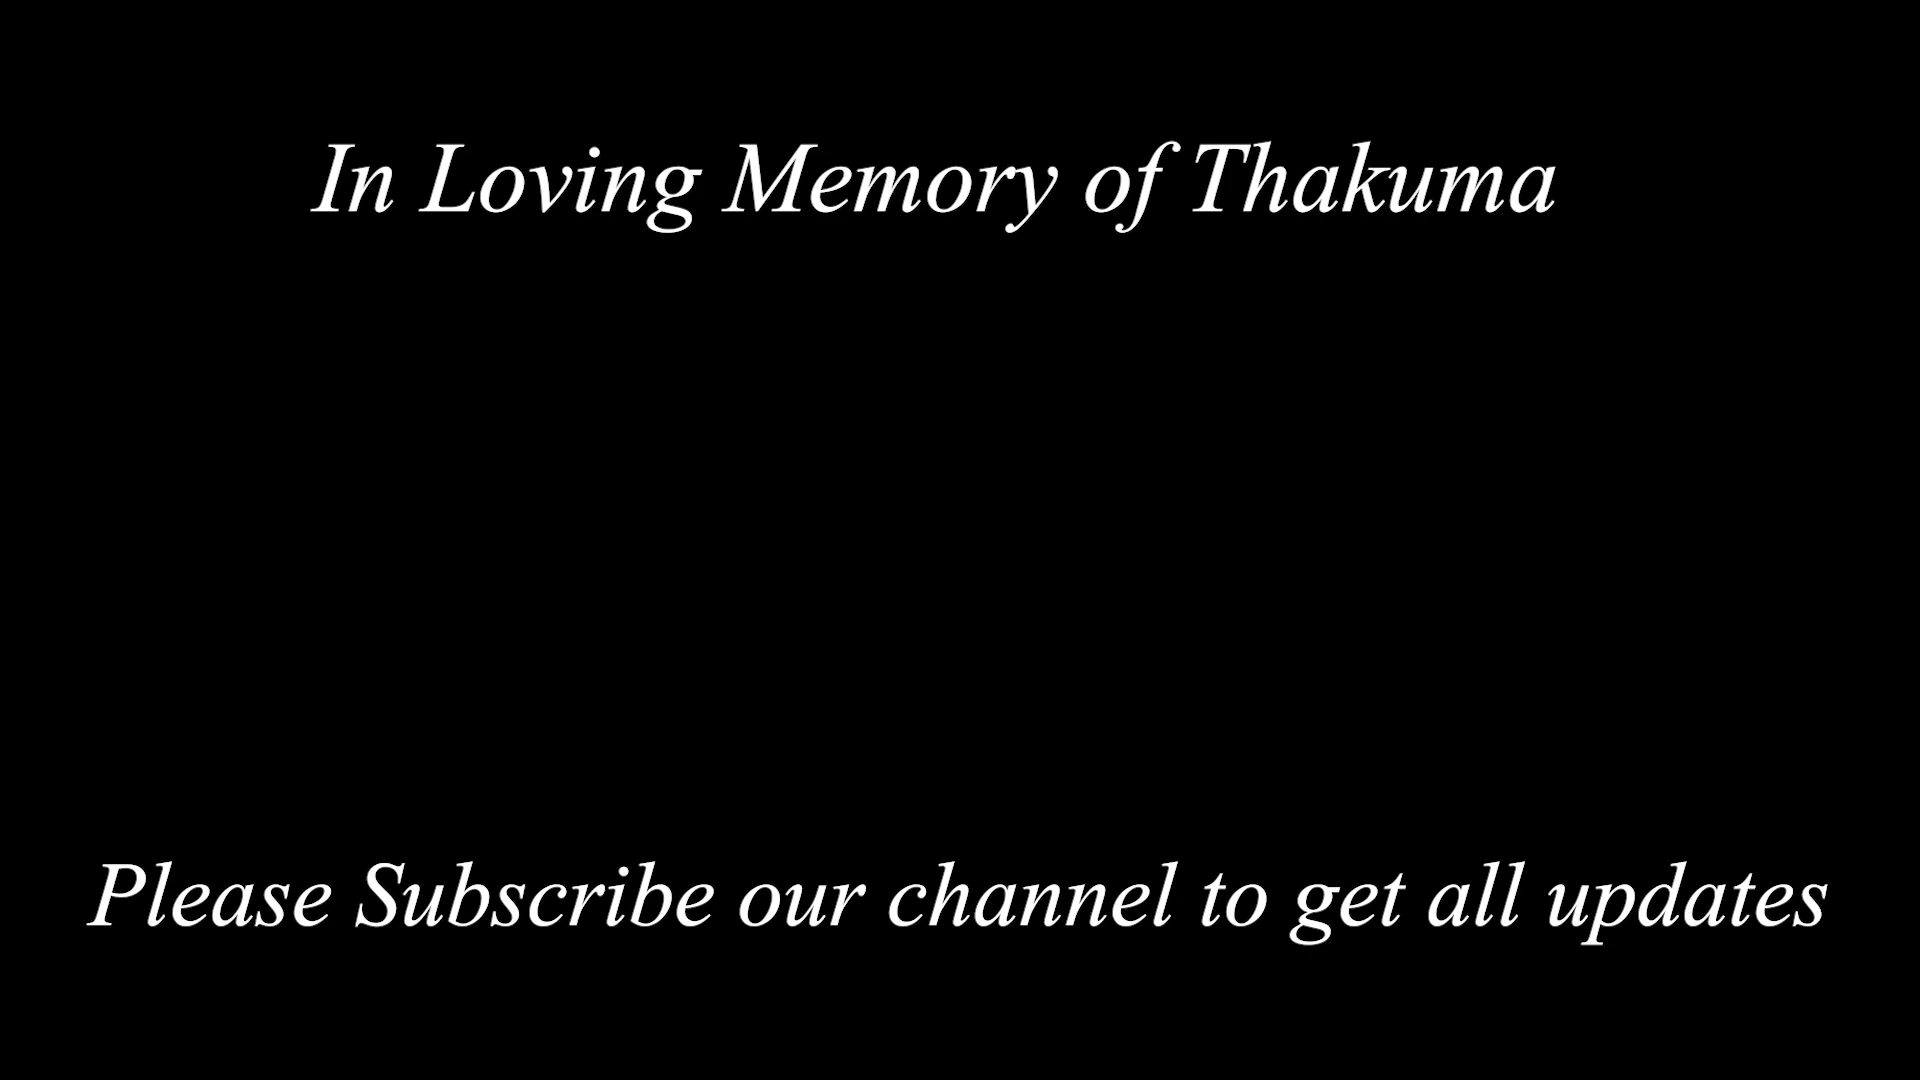 In Loving Memory of Thakuma
Please Subscribe our channel to get all updates